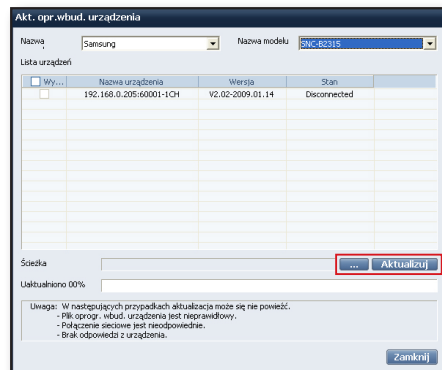 Akt. opr.wbud. urządzenia
Nazwa Samsung Nazwa modelu SNC-B2315
Lista urządzeń
Wy... Nazwa urządzenia Wersja Stan
192.168.0.205:60001-1CH V2.02-2009.01.14 Disconnected
Ścieżka ... Aktualizuj
Uaktualniono 00%
Uwaga: W następujących przypadkach aktualizacja może się nie powieźć.
- Plik oprogr. wbud. urządzenia jest nieprawidłowy.
- Połączenie sieciowe jest nieodpowiednie.
- Brak odpowiedzi z urządzenia.
Zamknij